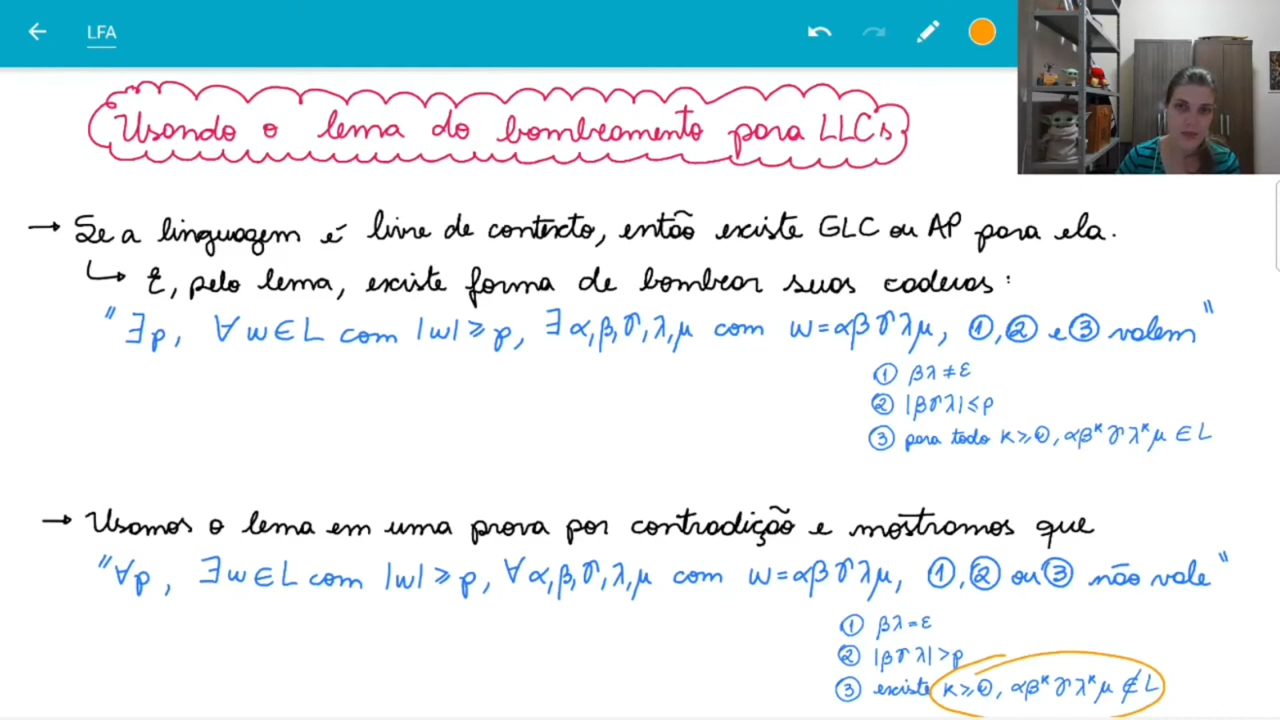 LFA
Usando o lema do bombeamento para LLCs
→ Se a linguagem é livre de contexto, então existe GLC ou AP para ela.
↳ E, pelo lema, existe forma de bombear suas cadeias:
"∃p, ∀w∈L com |w|≥p, ∃α,β,γ,λ,μ com w=αβγλμ, ①,② e ③ valem"
① βλ≠ε
② |βγλ|≤p
③ para todo k≥0, αβᵏγλᵏμ ∈ L
→ Usamos o lema em uma prova por contradição e mostramos que
"∀p, ∃w∈L com |w|≥p, ∀α,β,γ,λ,μ com w=αβγλμ, ①,② ou ③ não vale"
① βλ=ε
② |βγλ|>p
③ existe k≥0, αβᵏγλᵏμ ∉ L